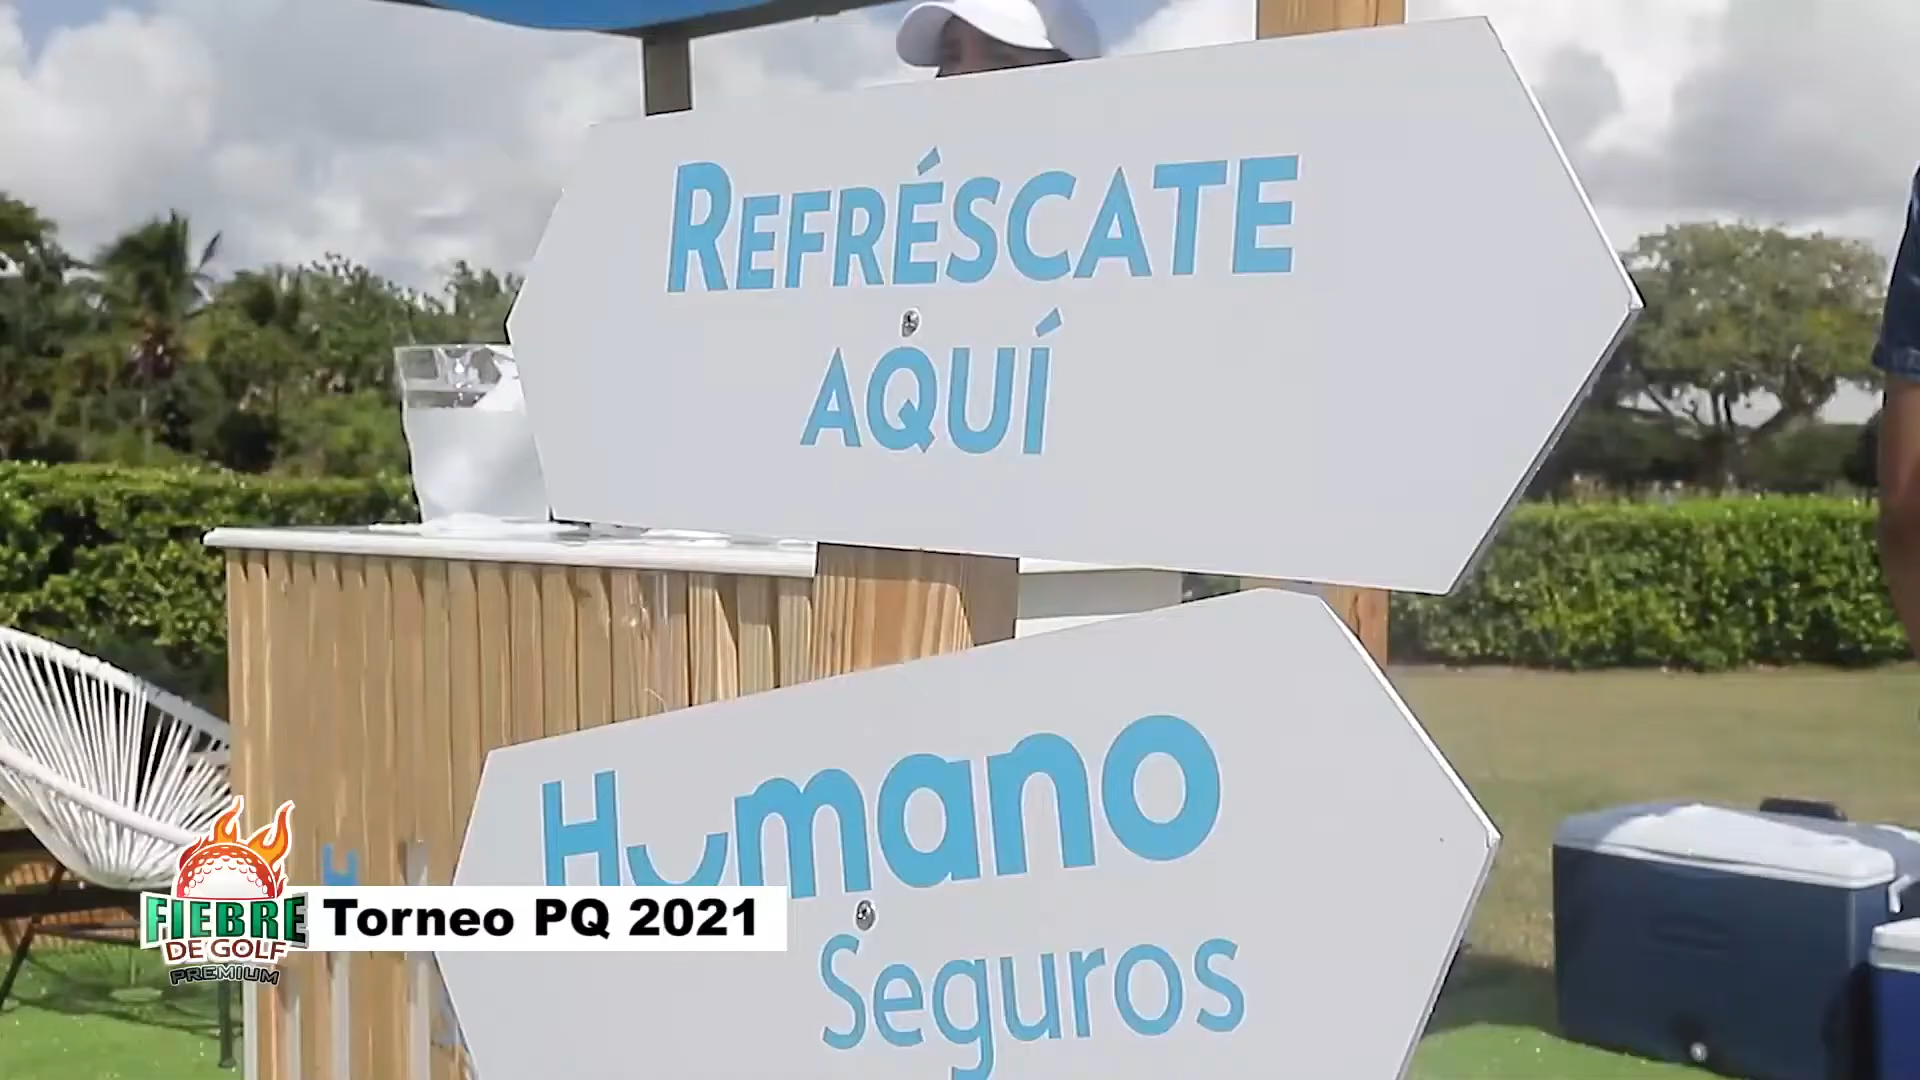 REFRÉSCATE
AQUÍ
Humano
Seguros
FIEBRE
DE GOLF
PREMIUM
Torneo PQ 2021